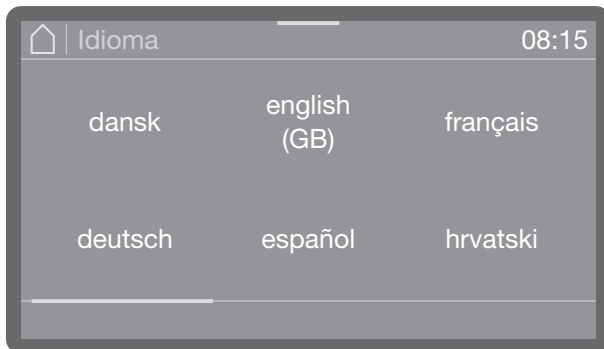 Idioma 08:15
dansk english (GB) français
deutsch español hrvatski